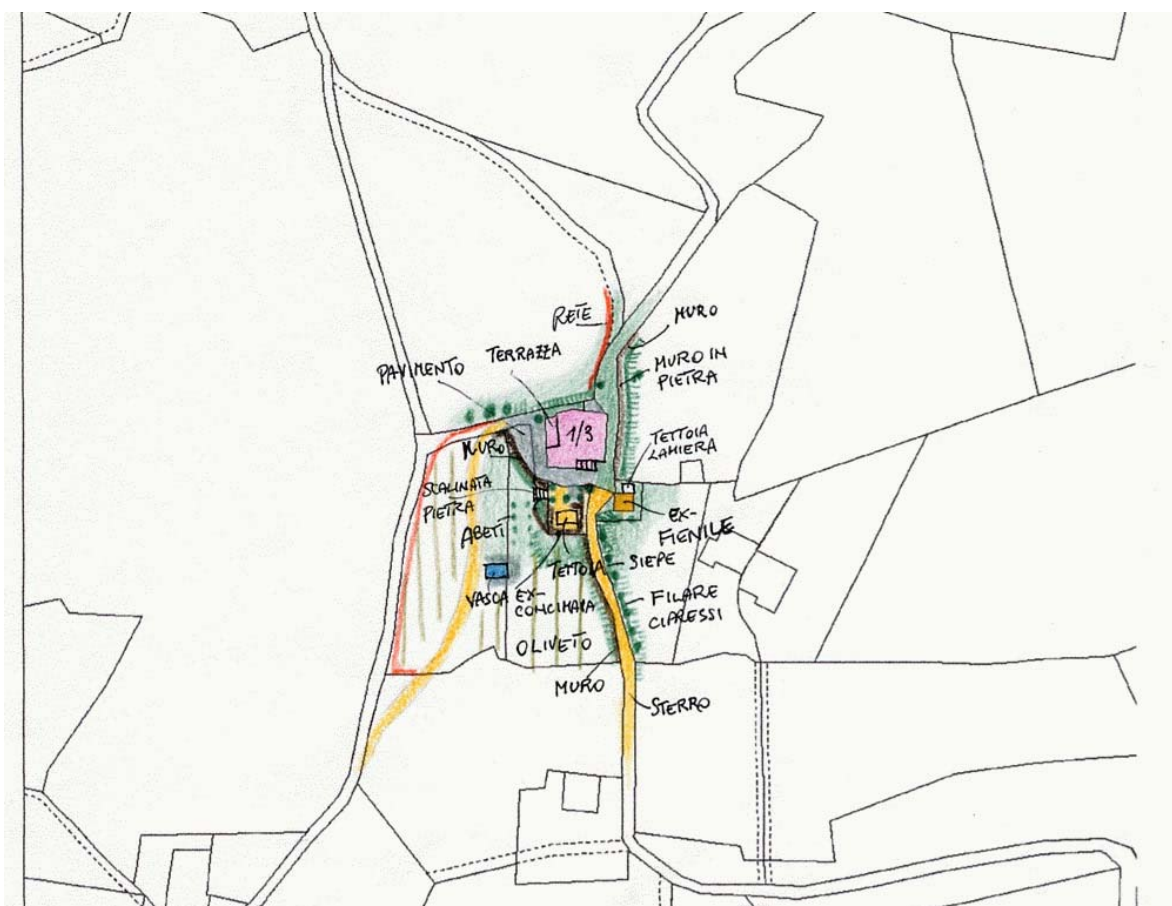 RETE
MURO
TERRAZZA
MURO IN
PIETRA
PAVIMENTO
1/3
TETTOIA
LAMIERA
MURO
SCALINATA
PIETRA
EX-
FIENILE
ABETI
TETTOIA
SIEPE
VASCA
EX-
CONCIMAIA
FILARE
CIPRESSI
OLIVETO
MURO
STERRO